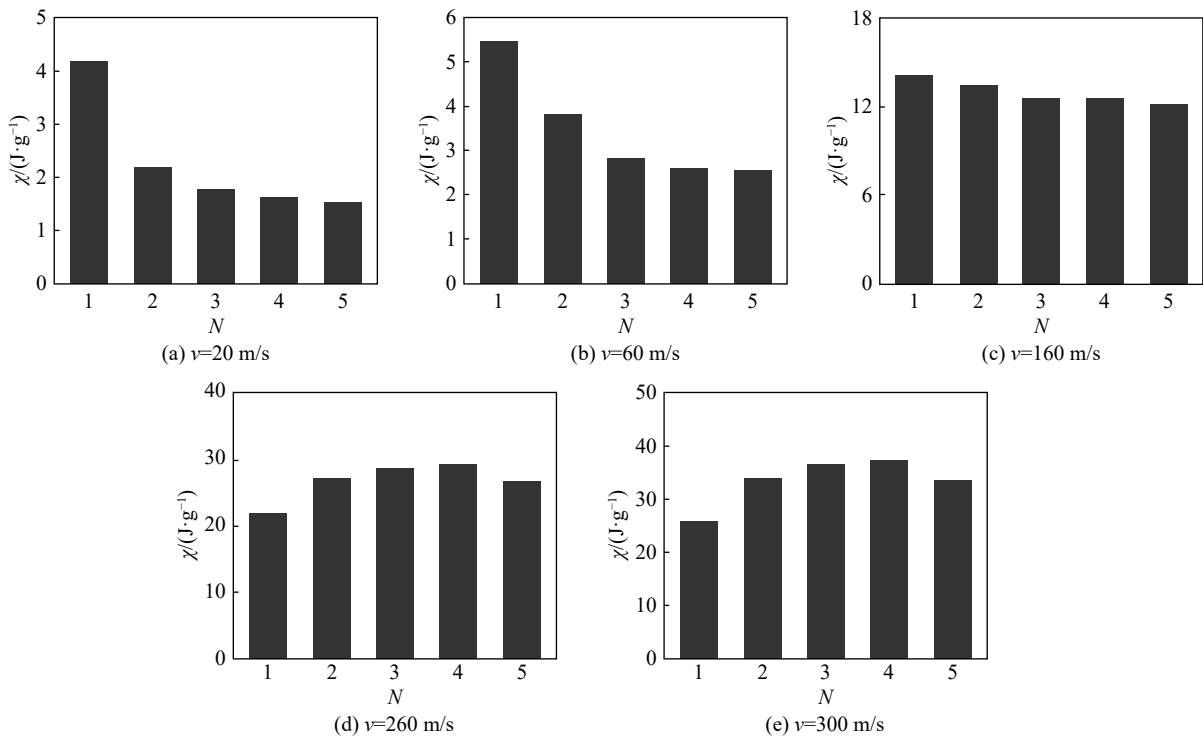 5
4
3
2
1
0
χ/(J·g⁻¹)
1 2 3 4 5
N
(a) v=20 m/s
6
5
4
3
2
1
0
χ/(J·g⁻¹)
1 2 3 4 5
N
(b) v=60 m/s
18
12
6
0
χ/(J·g⁻¹)
1 2 3 4 5
N
(c) v=160 m/s
40
30
20
10
0
χ/(J·g⁻¹)
1 2 3 4 5
N
(d) v=260 m/s
50
40
30
20
10
0
χ/(J·g⁻¹)
1 2 3 4 5
N
(e) v=300 m/s